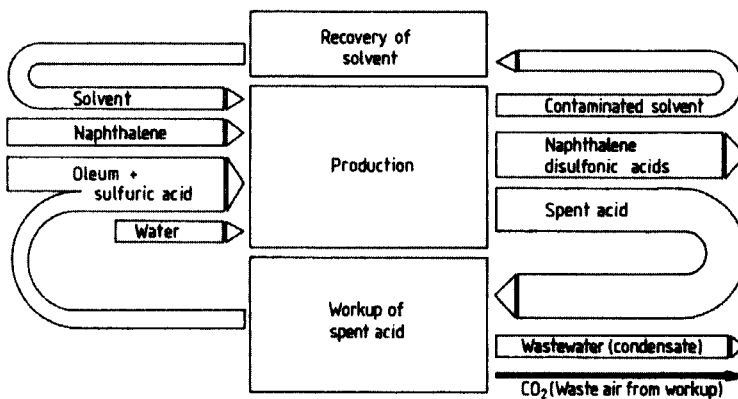 Recovery of
solvent
Solvent
Contaminated solvent
Naphthalene
Naphthalene
disulfonic acids
Oleum +
sulfuric acid
Production
Spent acid
Water
Workup of
spent acid
Wastewater (condensate)
CO₂ (Waste air from workup)